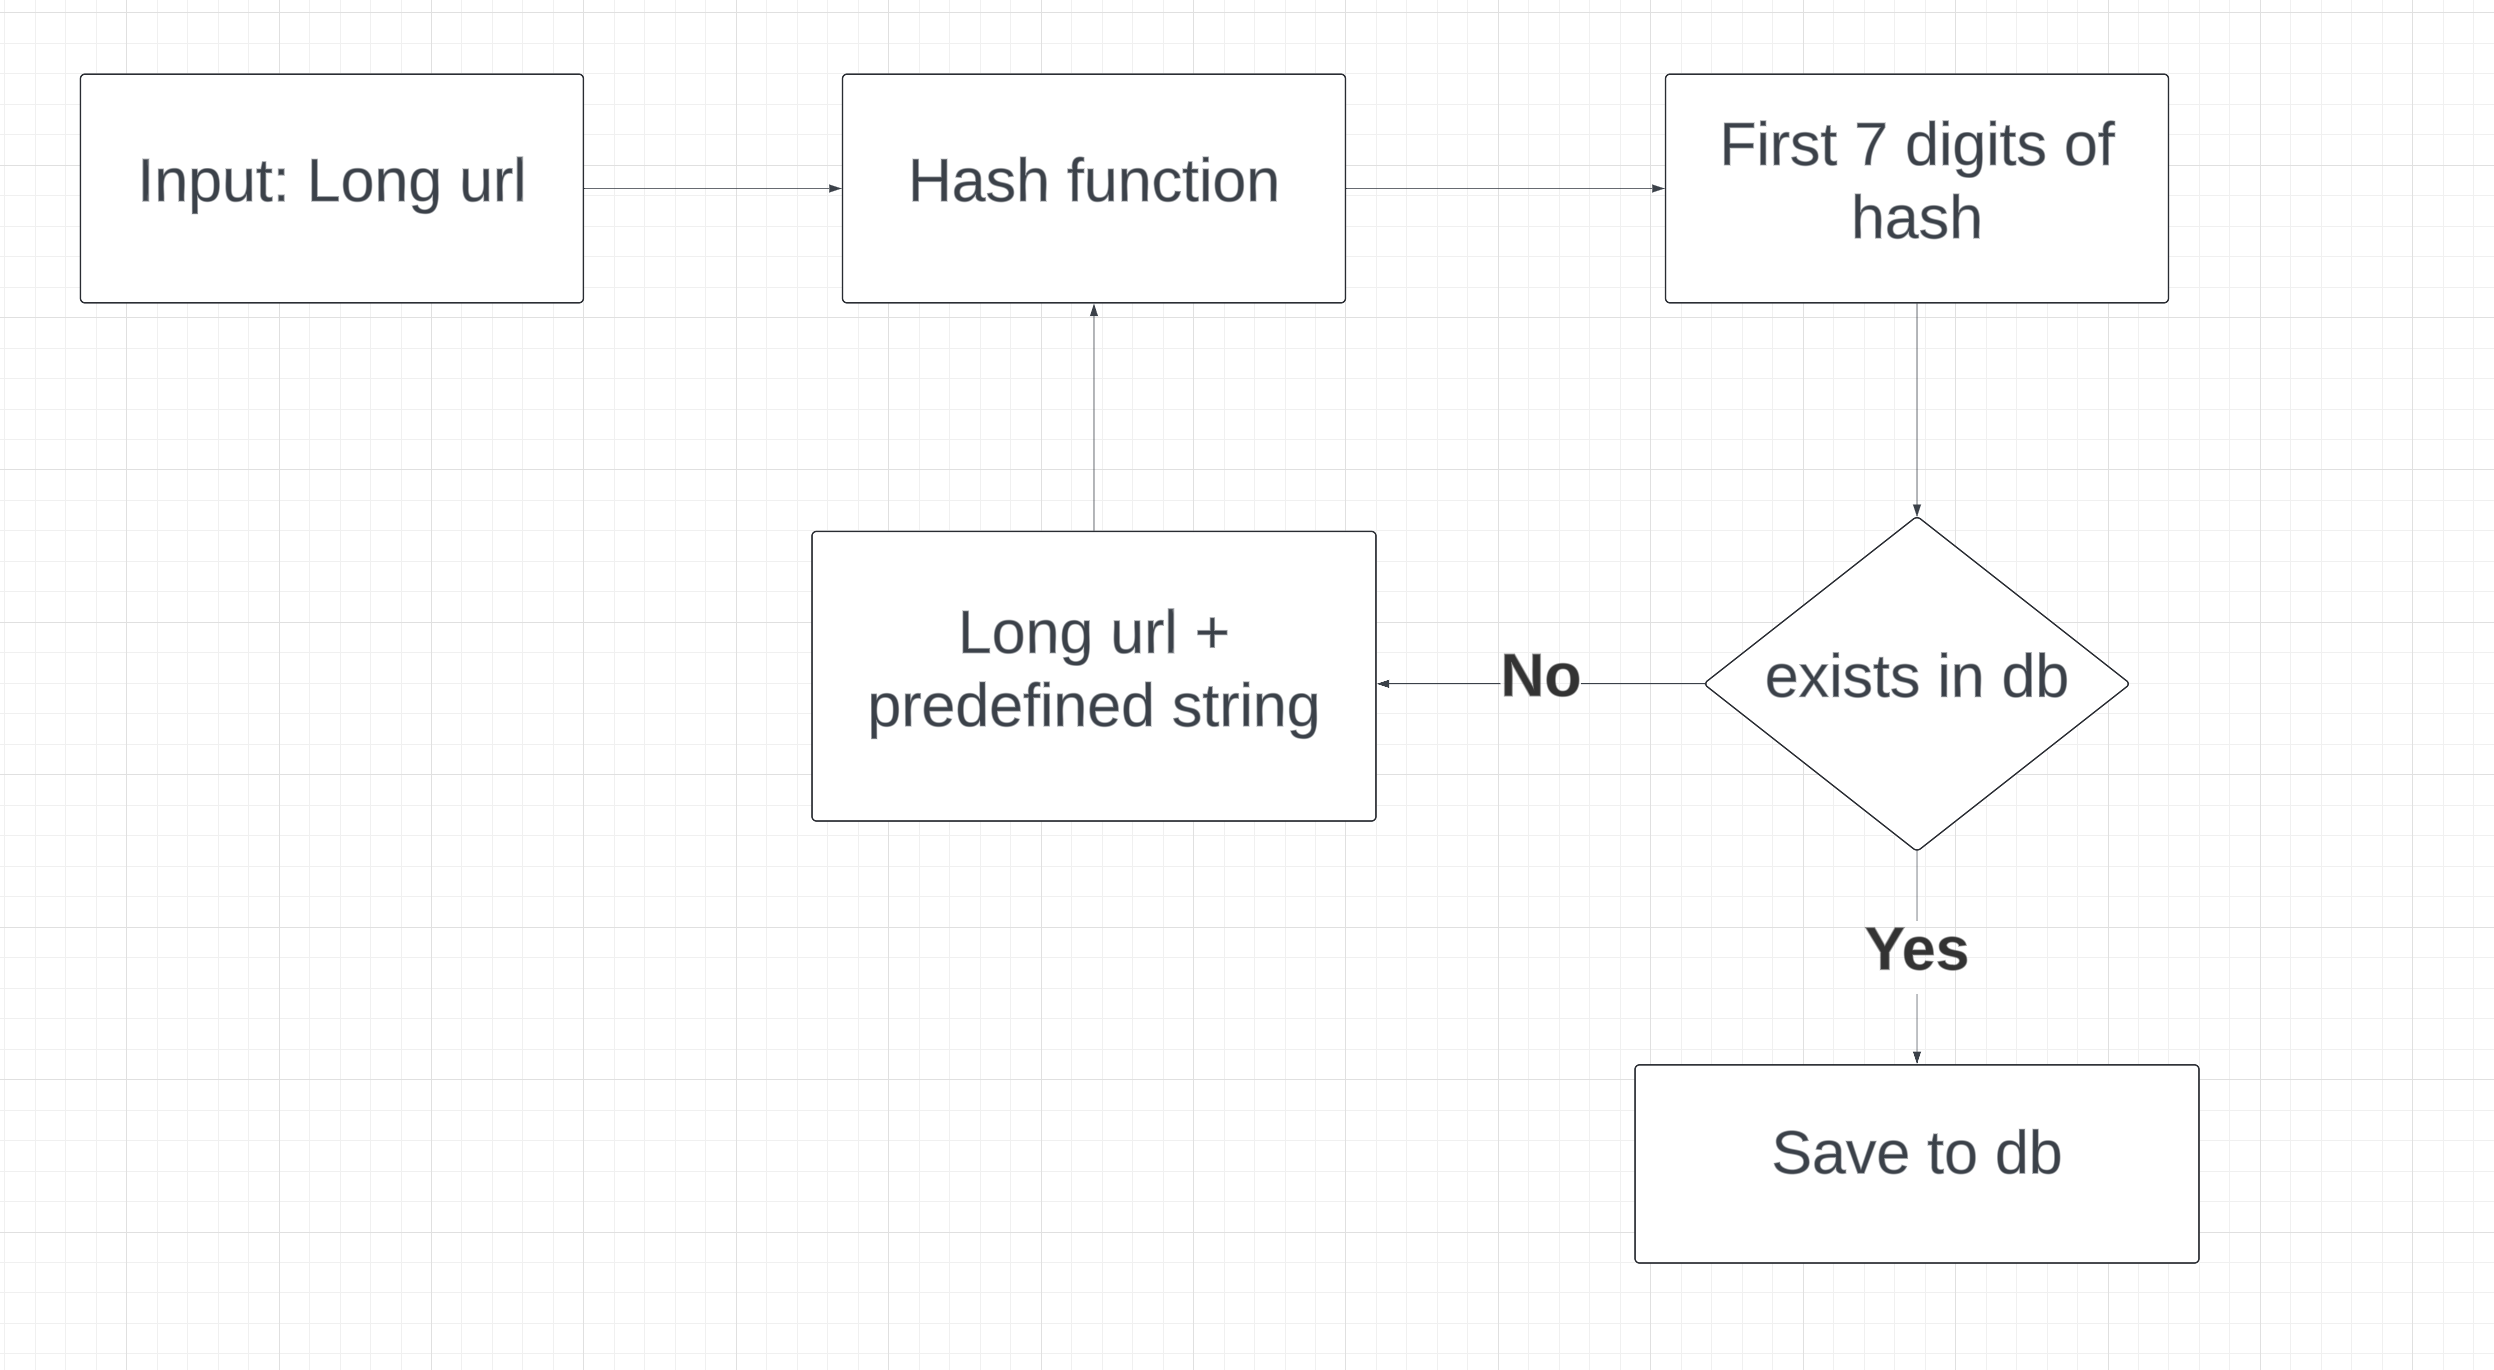 Input: Long url
Hash function
First 7 digits of
hash
Long url +
predefined string
No
exists in db
Yes
Save to db